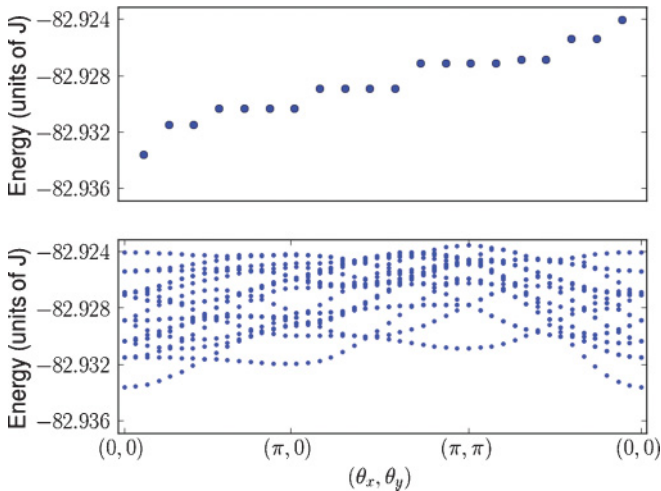 Energy (units of J)
−82.924
−82.928
−82.932
−82.936
Energy (units of J)
−82.924
−82.928
−82.932
−82.936
(0, 0)
(π, 0)
(π, π)
(0, 0)
(θx, θy)